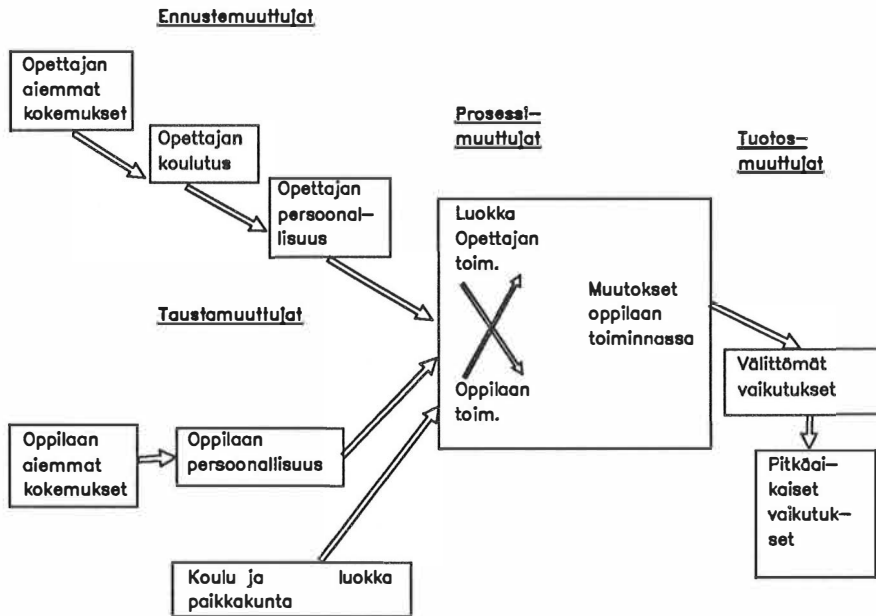 Ennustemuuttujat
Opettajan
aiemmat
kokemukset
Opettajan
koulutus
Opettajan
persoonal–
lisuus
Prosessi–
muuttujat
Tuotos–
muuttujat
Luokka
Opettajan
toim.
Muutokset
oppilaan
toiminnassa
Oppilaan
toim.
Välittömät
vaikutukset
Pitkäai–
kaiset
vaikutuk–
set
Taustamuuttujat
Oppilaan
aiemmat
kokemukset
Oppilaan
persoonallisuus
Koulu ja luokka
paikkakunta